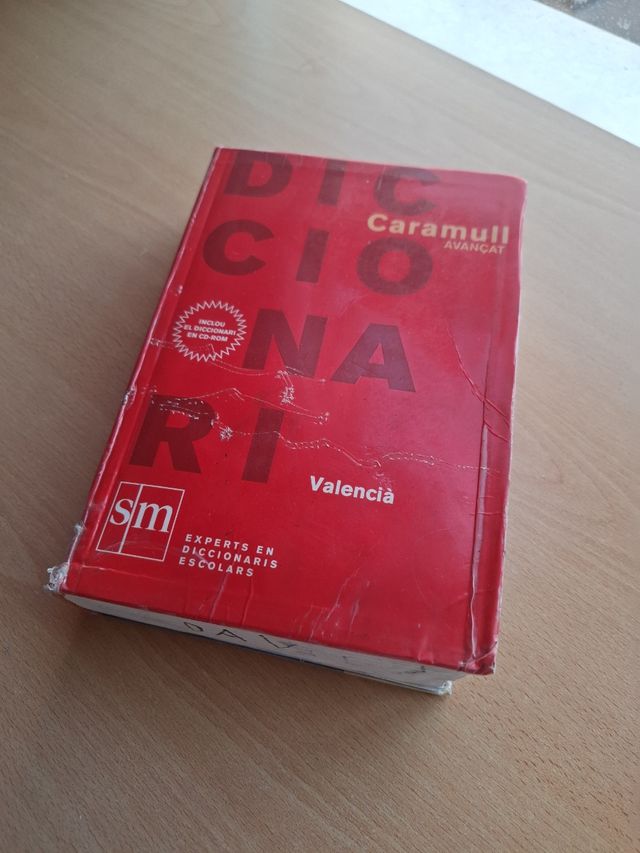 DIC
Caramull
AVANÇAT
CIO
INCLOU
EL DICCIONARI
EN CD-ROM
NA
RI
Valencià
sm
EXPERTS EN
DICCIONARIS
ESCOLARS